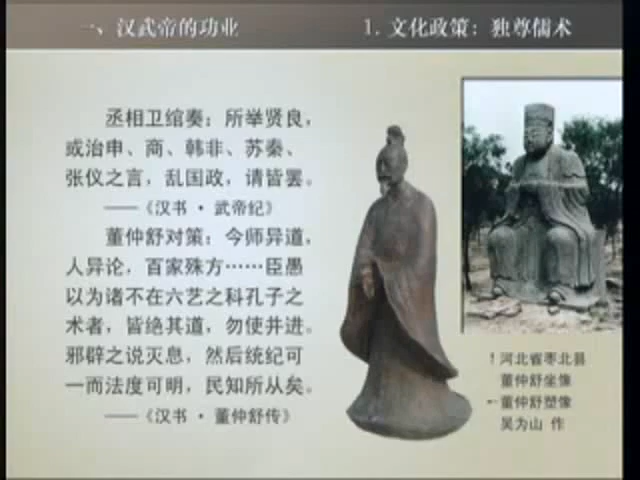 一、汉武帝的功业
1. 文化政策：独尊儒术
丞相卫绾奏：所举贤良，
或治申、商、韩非、苏秦、
张仪之言，乱国政，请皆罢。
——《汉书·武帝纪》
董仲舒对策：今师异道，
人异论，百家殊方……臣愚
以为诸不在六艺之科孔子之
术者，皆绝其道，勿使并进。
邪辟之说灭息，然后统纪可
一而法度可明，民知所从矣。
——《汉书·董仲舒传》
↑河北省枣北县
董仲舒坐像
←董仲舒塑像
吴为山 作